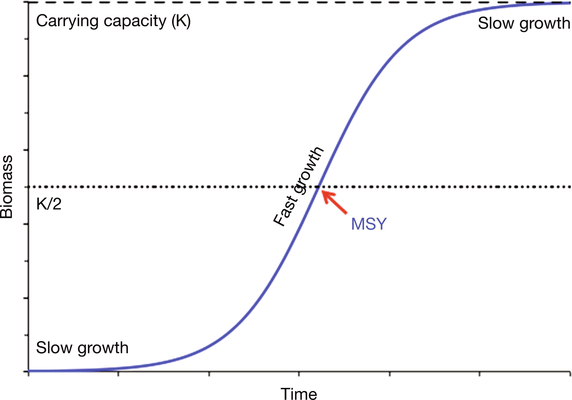 Carrying capacity (K)
Slow growth
Fast growth
Biomass
K/2
MSY
Slow growth
Time